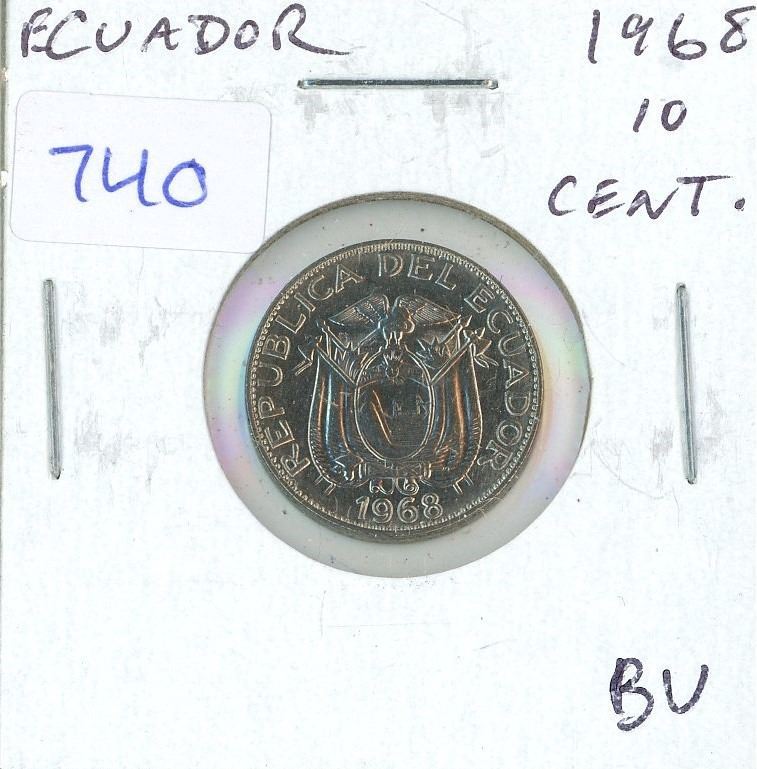 ECUADOR
1968
10
CENT.
740
REPUBLICA DEL ECUADOR
1968
BU